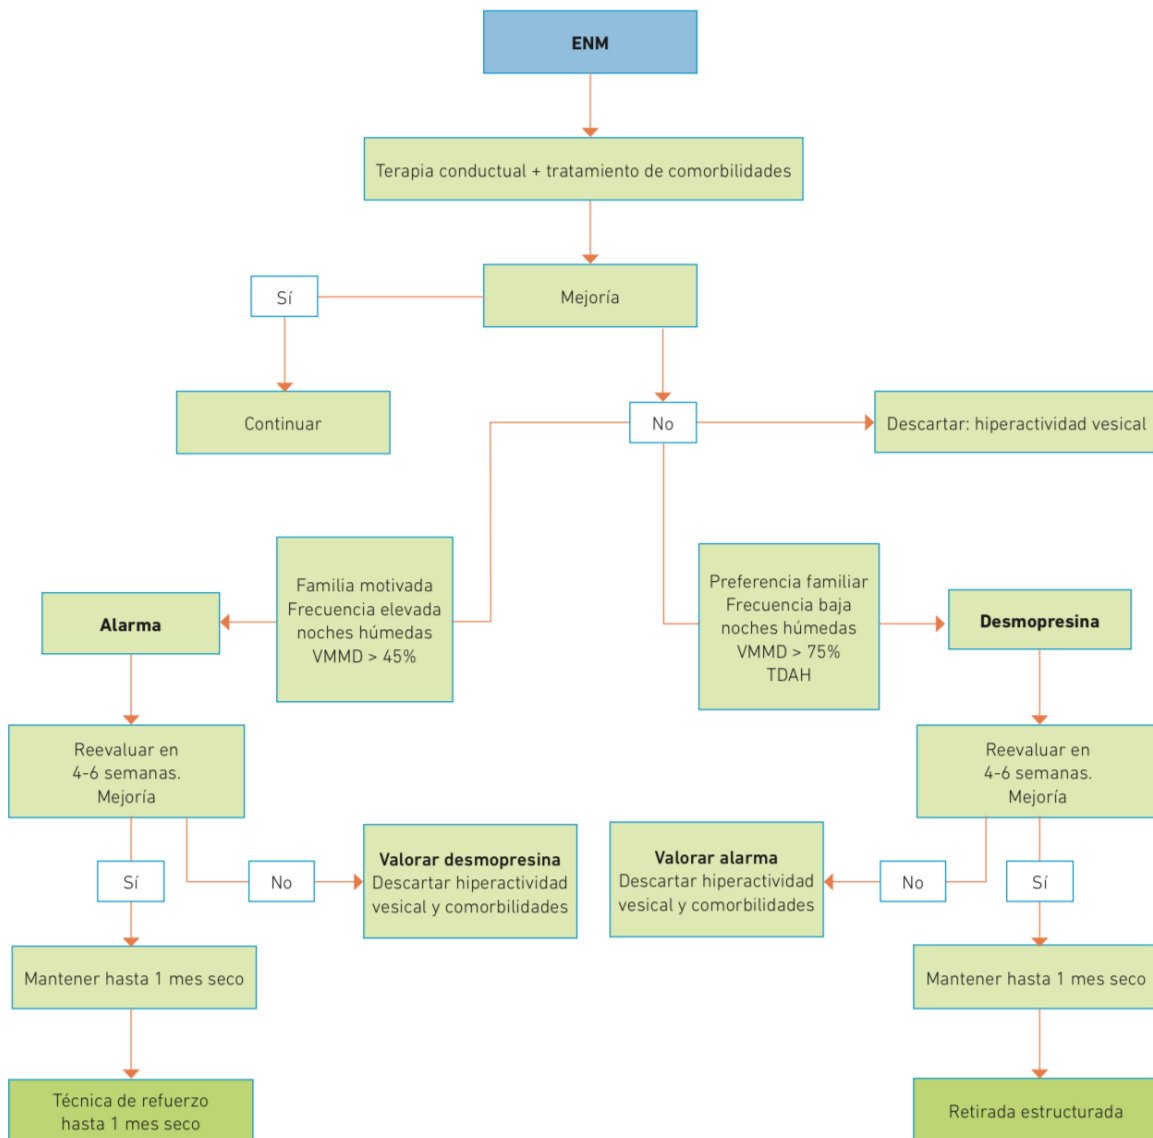 ENM
Terapia conductual + tratamiento de comorbilidades
Mejoría
Sí
Continuar
No
Descartar: hiperactividad vesical
Familia motivada
Frecuencia elevada
noches húmedas
VMMD > 45%
Alarma
Preferencia familiar
Frecuencia baja
noches húmedas
VMMD > 75%
TDAH
Desmopresina
Reevaluar en
4-6 semanas.
Mejoría
Sí
No
Valorar desmopresina
Descartar hiperactividad
vesical y comorbilidades
Mantener hasta 1 mes seco
Técnica de refuerzo
hasta 1 mes seco
Reevaluar en
4-6 semanas.
Mejoría
No
Sí
Valorar alarma
Descartar hiperactividad
vesical y comorbilidades
Mantener hasta 1 mes seco
Retirada estructurada